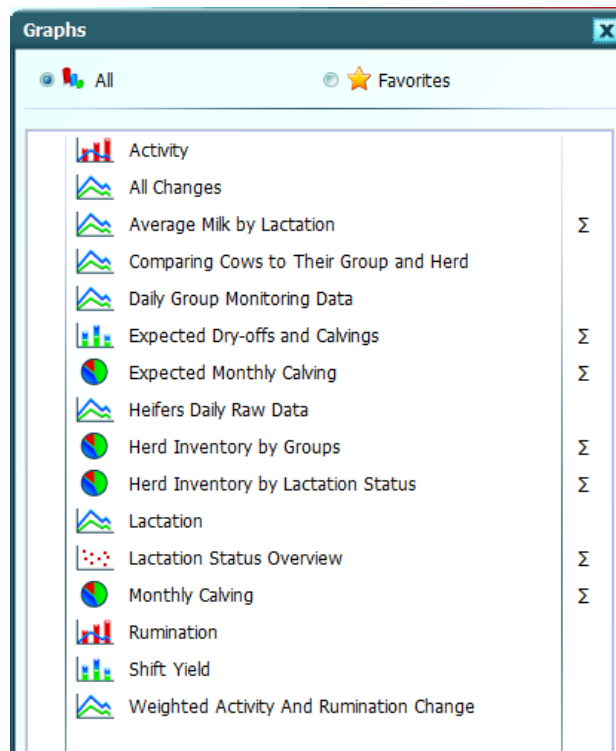 Graphs X
All Favorites
Activity
All Changes
Average Milk by Lactation Σ
Comparing Cows to Their Group and Herd
Daily Group Monitoring Data
Expected Dry-offs and Calvings Σ
Expected Monthly Calving Σ
Heifers Daily Raw Data
Herd Inventory by Groups Σ
Herd Inventory by Lactation Status Σ
Lactation
Lactation Status Overview Σ
Monthly Calving Σ
Rumination
Shift Yield
Weighted Activity And Rumination Change